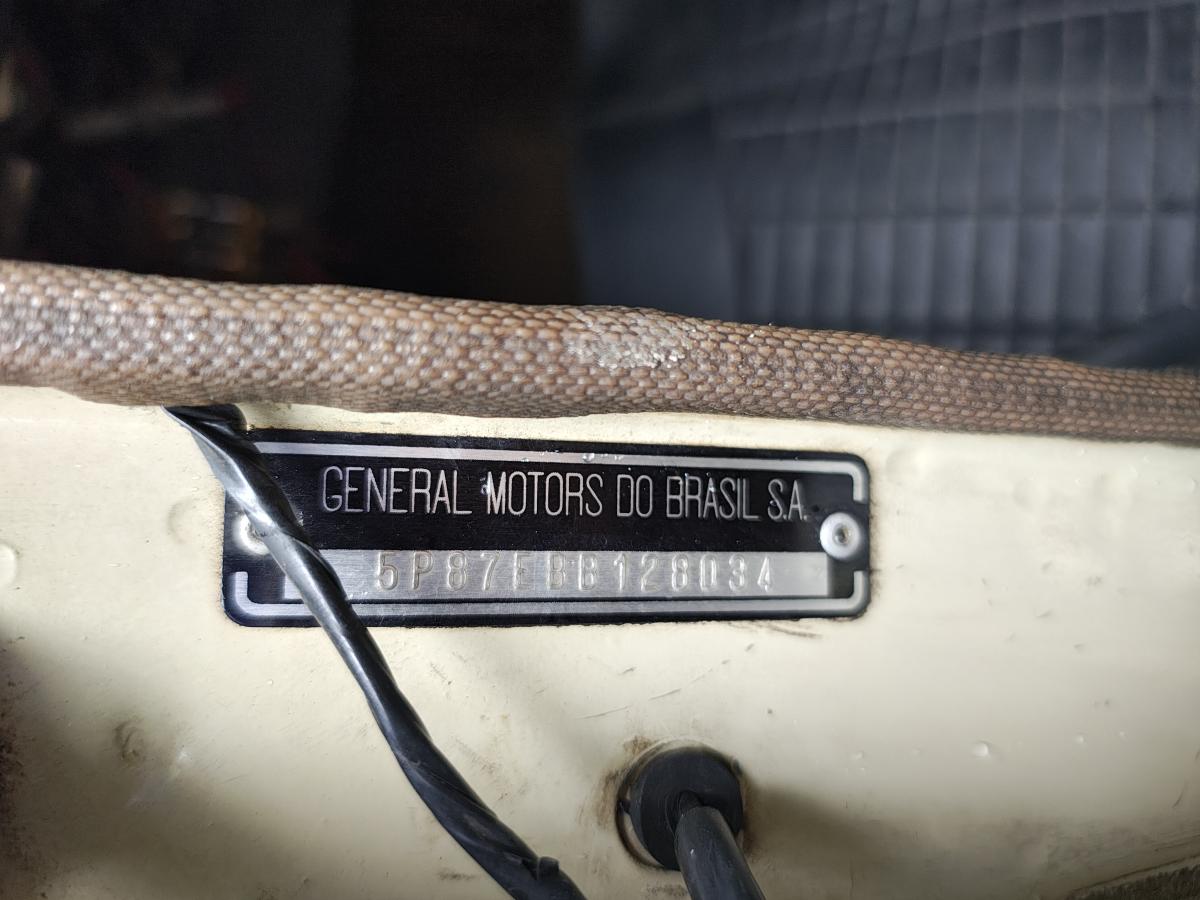 GENERAL MOTORS DO BRASIL S.A.
5P87EBB128034